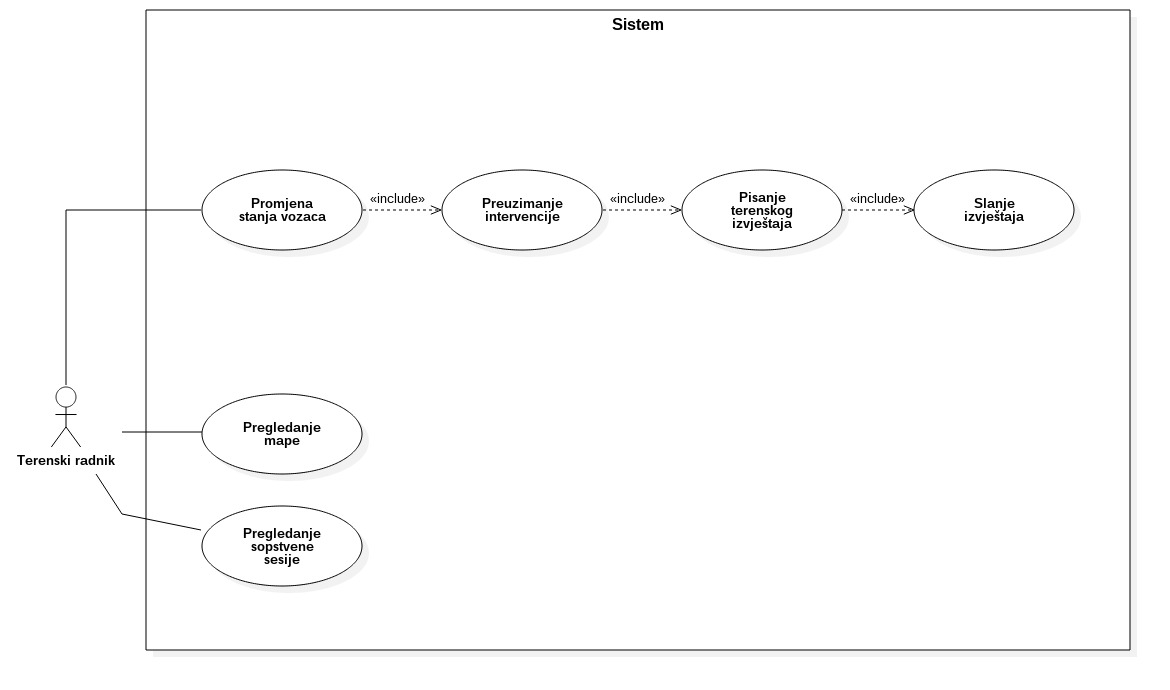 Sistem
Promjena
stanja vozaca
«include»
Preuzimanje
intervencije
«include»
Pisanje
terenskog
izvještaja
«include»
Slanje
izvještaja
Terenski radnik
Pregledanje
mape
Pregledanje
sopstvene
sesije